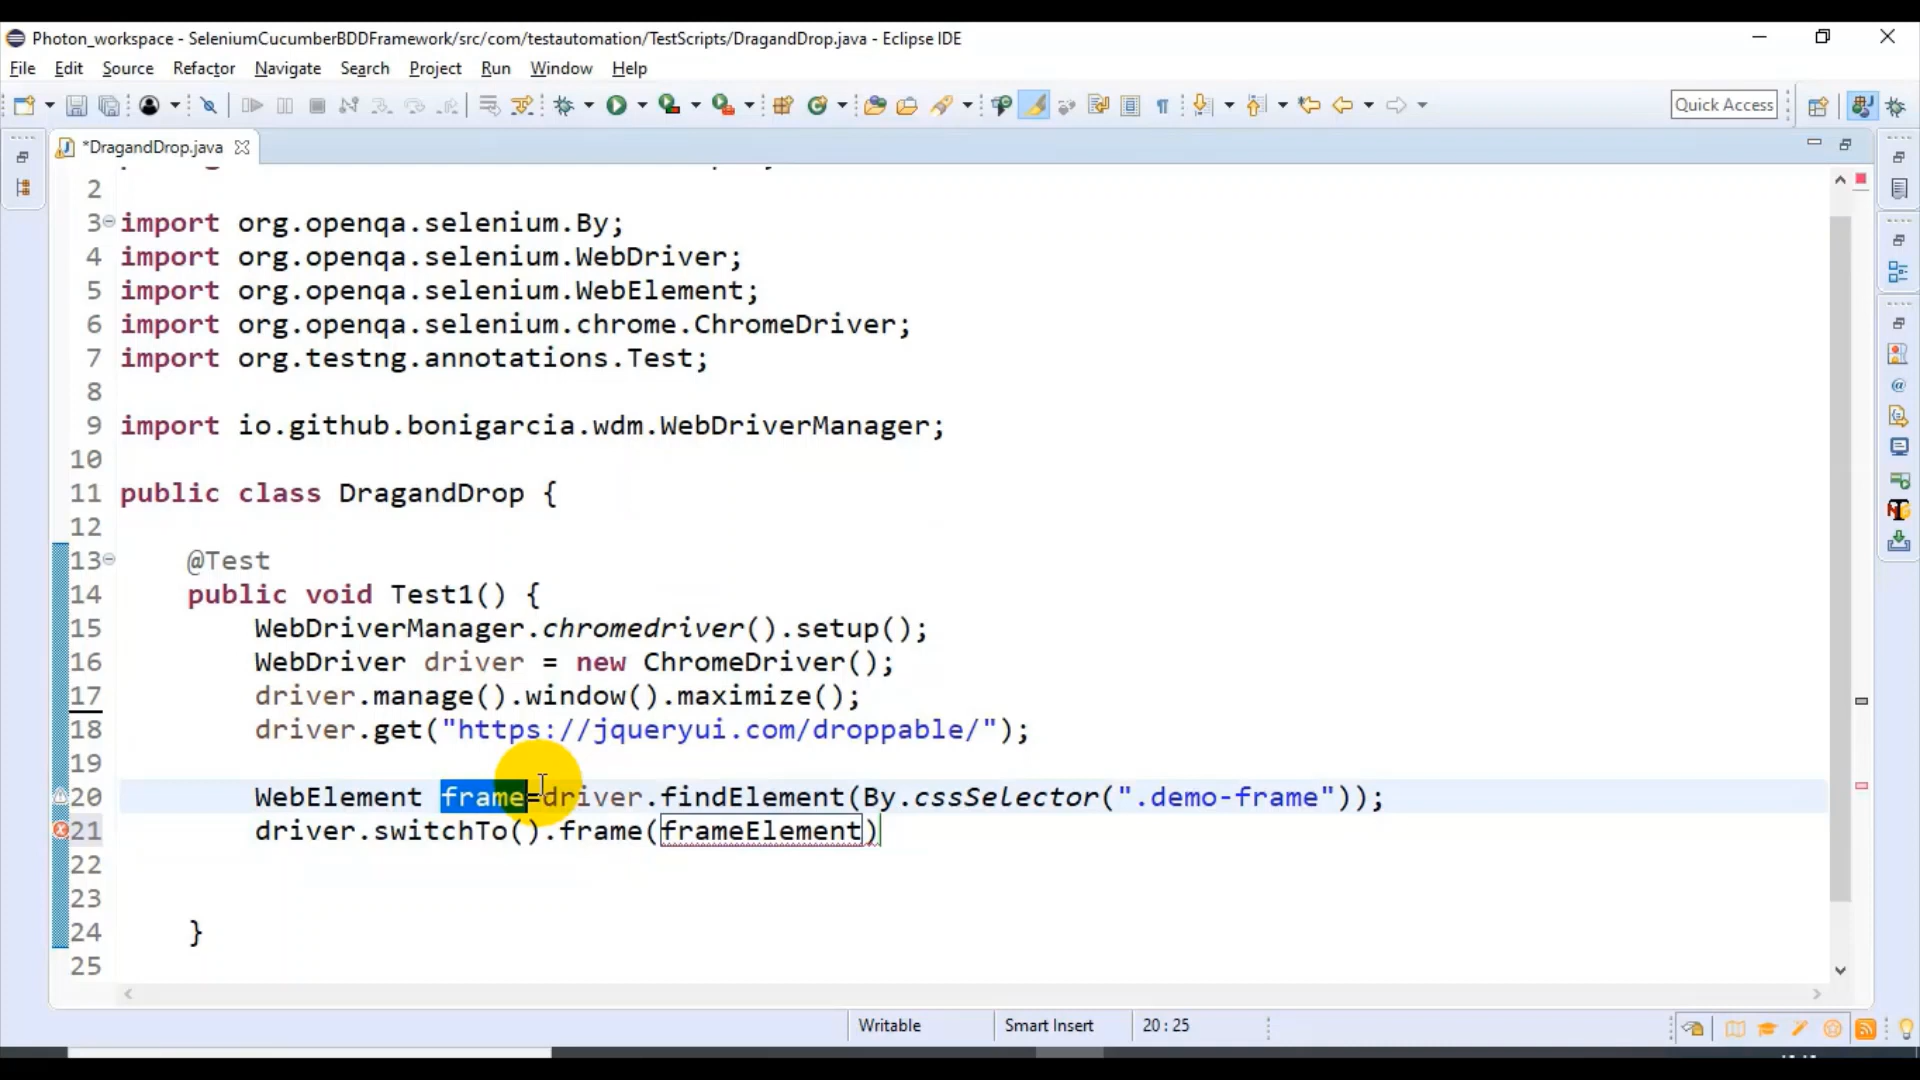 Photon_workspace - SeleniumCucumberBDDFramework/src/com/testautomation/TestScripts/DragandDrop.java - Eclipse IDE
File Edit Source Refactor Navigate Search Project Run Window Help
Quick Access
*DragandDrop.java
2
3 import org.openqa.selenium.By;
4 import org.openqa.selenium.WebDriver;
5 import org.openqa.selenium.WebElement;
6 import org.openqa.selenium.chrome.ChromeDriver;
7 import org.testng.annotations.Test;
8
9 import io.github.bonigarcia.wdm.WebDriverManager;
10
11 public class DragandDrop {
12
13 @Test
14 public void Test1() {
15 WebDriverManager.chromedriver().setup();
16 WebDriver driver = new ChromeDriver();
17 driver.manage().window().maximize();
18 driver.get("https://jqueryui.com/droppable/");
19
20 WebElement frame=driver.findElement(By.cssSelector(".demo-frame"));
21 driver.switchTo().frame(frameElement)
22
23
24 }
25
Writable Smart Insert 20 : 25